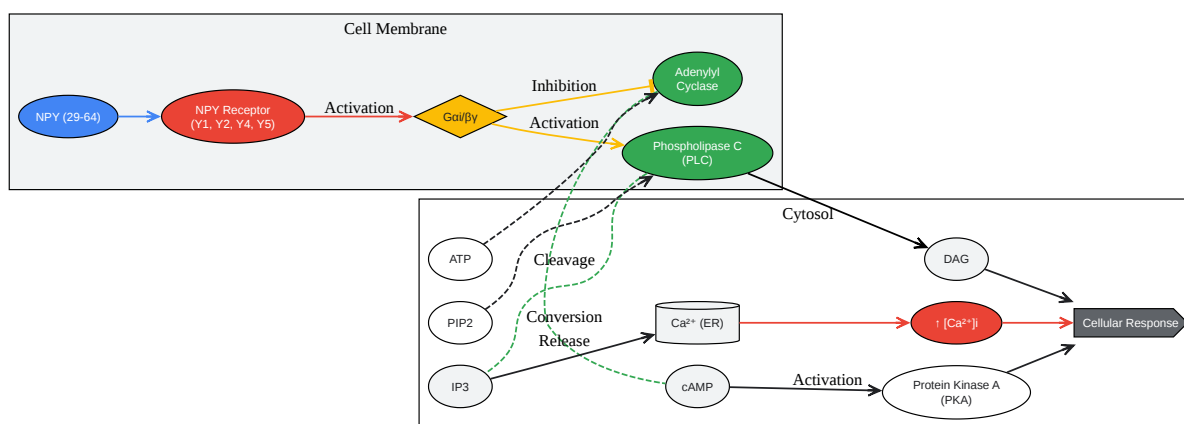 Cell Membrane
Adenylyl
Cyclase
Inhibition
NPY (29-64)
NPY Receptor
(Y1, Y2, Y4, Y5)
Activation
Gαi/βγ
Activation
Phospholipase C
(PLC)
Cytosol
ATP
Cleavage
DAG
PIP2
Conversion
Ca²⁺ (ER)
↑ [Ca²⁺]i
Cellular Response
Release
IP3
cAMP
Activation
Protein Kinase A
(PKA)